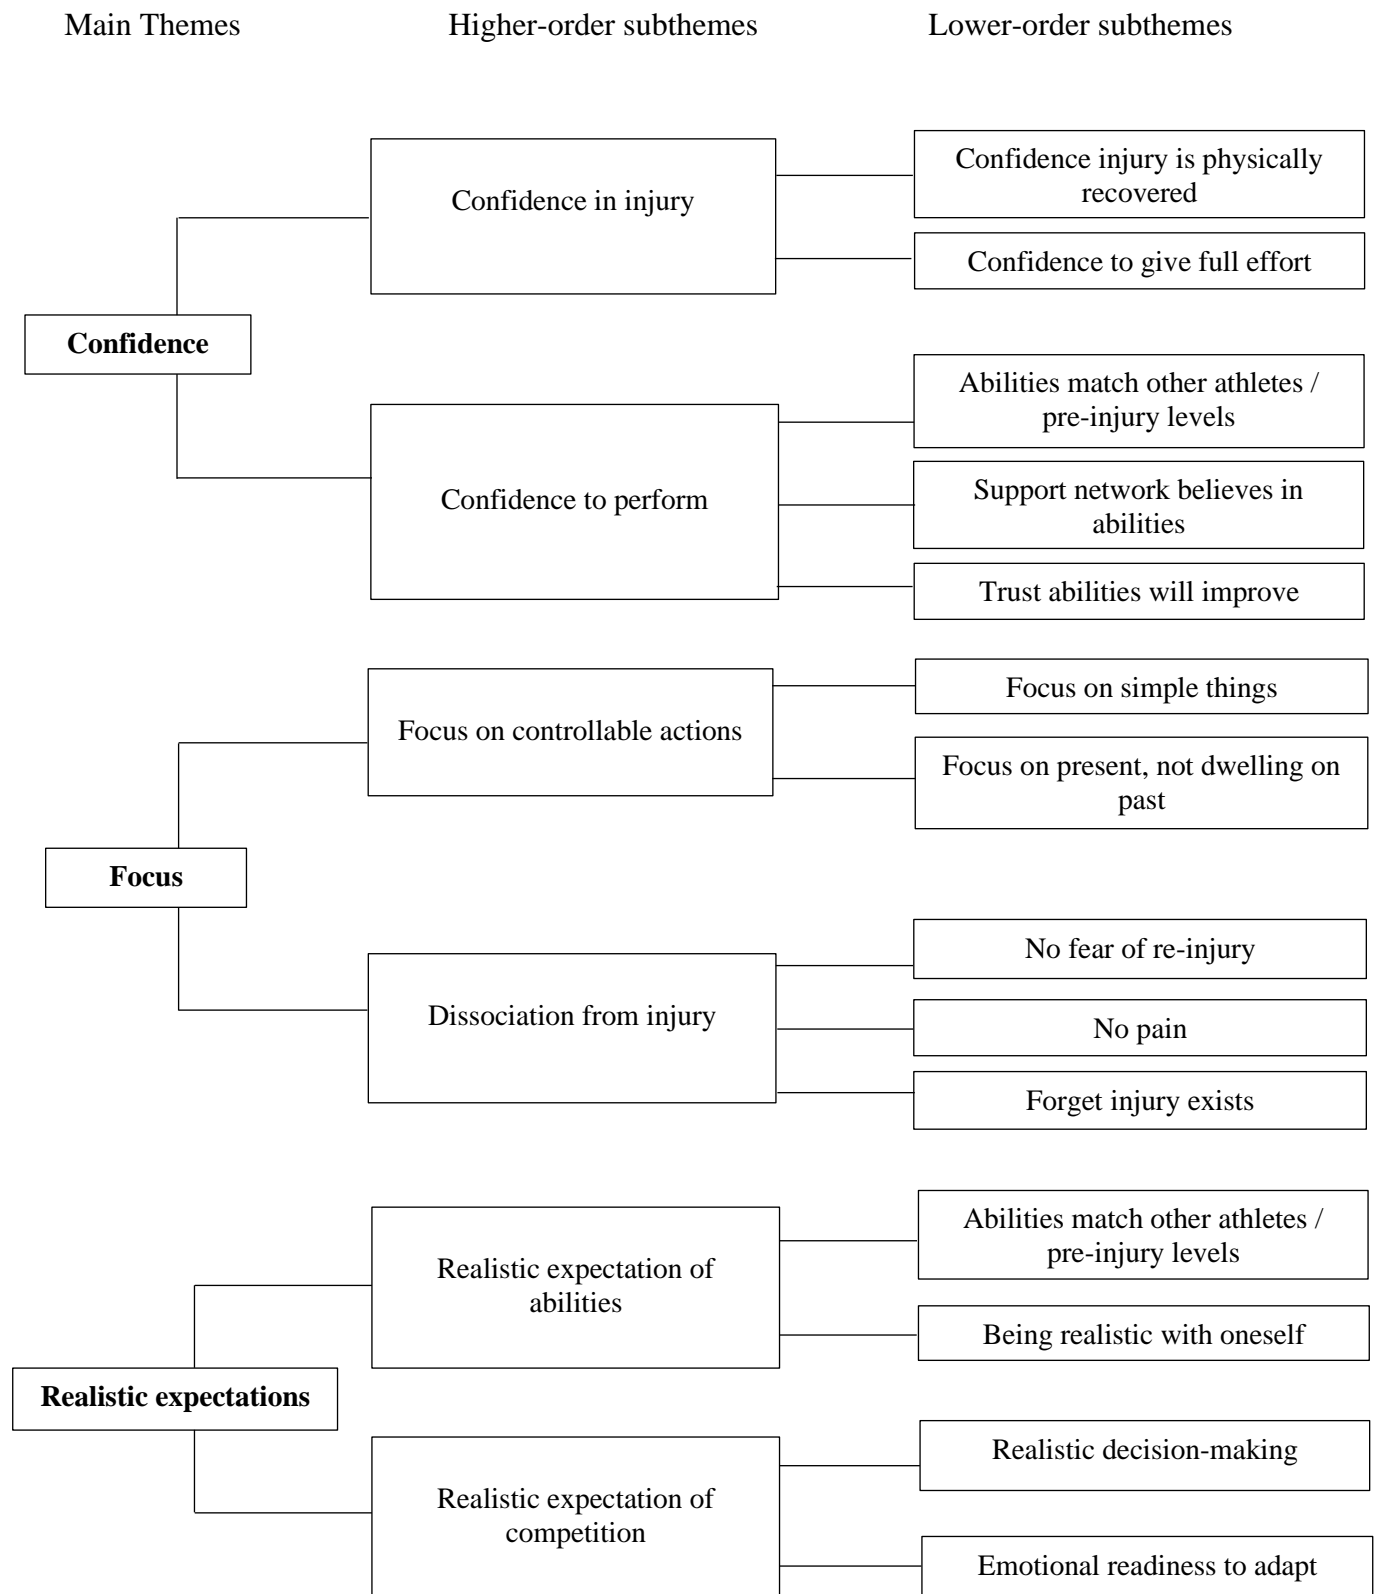 Main Themes
Higher-order subthemes
Lower-order subthemes
Confidence
Confidence in injury
Confidence injury is physically
recovered
Confidence to give full effort
Confidence to perform
Abilities match other athletes /
pre-injury levels
Support network believes in
abilities
Trust abilities will improve
Focus
Focus on controllable actions
Focus on simple things
Focus on present, not dwelling on
past
Dissociation from injury
No fear of re-injury
No pain
Forget injury exists
Realistic expectations
Realistic expectation of
abilities
Abilities match other athletes /
pre-injury levels
Being realistic with oneself
Realistic expectation of
competition
Realistic decision-making
Emotional readiness to adapt